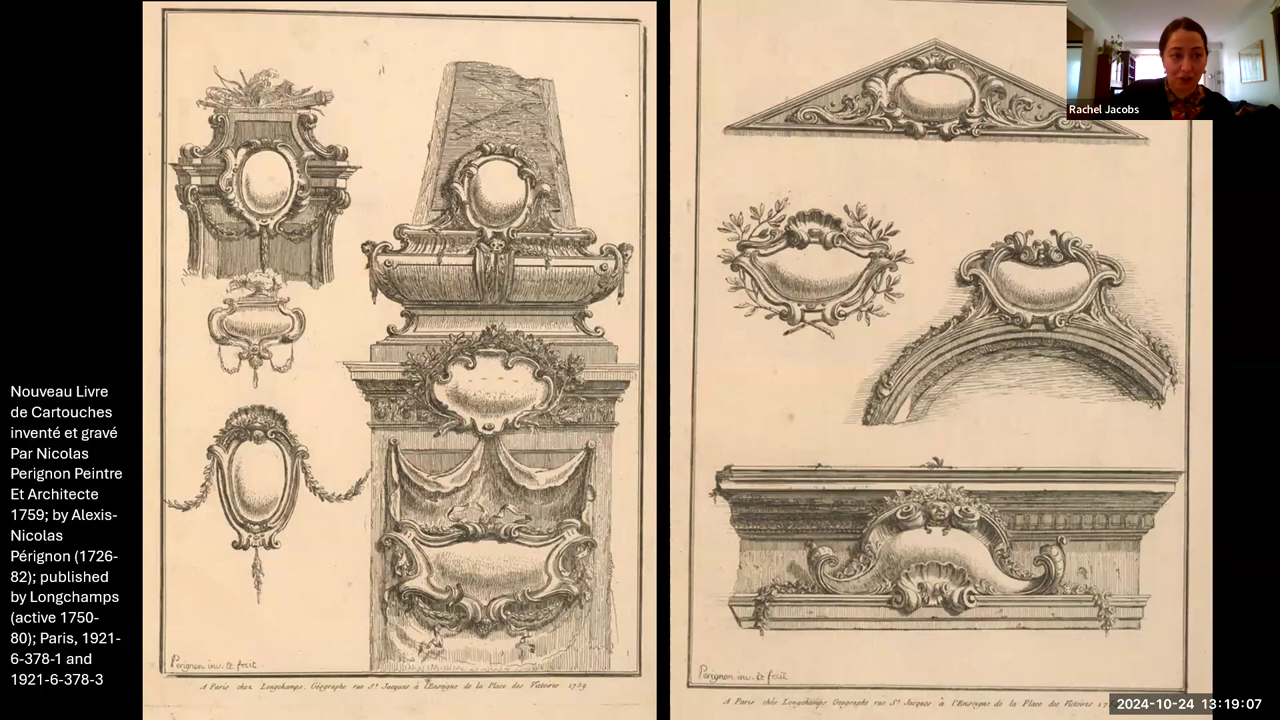 Rachel Jacobs
Nouveau Livre
de Cartouches
inventé et gravé
Par Nicolas
Perignon Peintre
Et Architecte
1759; by Alexis-
Nicolas
Pérignon (1726-
82); published
by Longchamps
(active 1750-
80); Paris, 1921-
6-378-1 and
1921-6-378-3
Perignon inv. & fecit.
A Paris chez Longchamps, Géographe rue St. Jacques à l'Enseigne de la Place des Victoires 1759
Perignon inv. & fecit
A Paris chés Longchamps Géographe rue St. Jacques à l'Enseigne de la Place des Victoires
2024-10-24 13:19:07